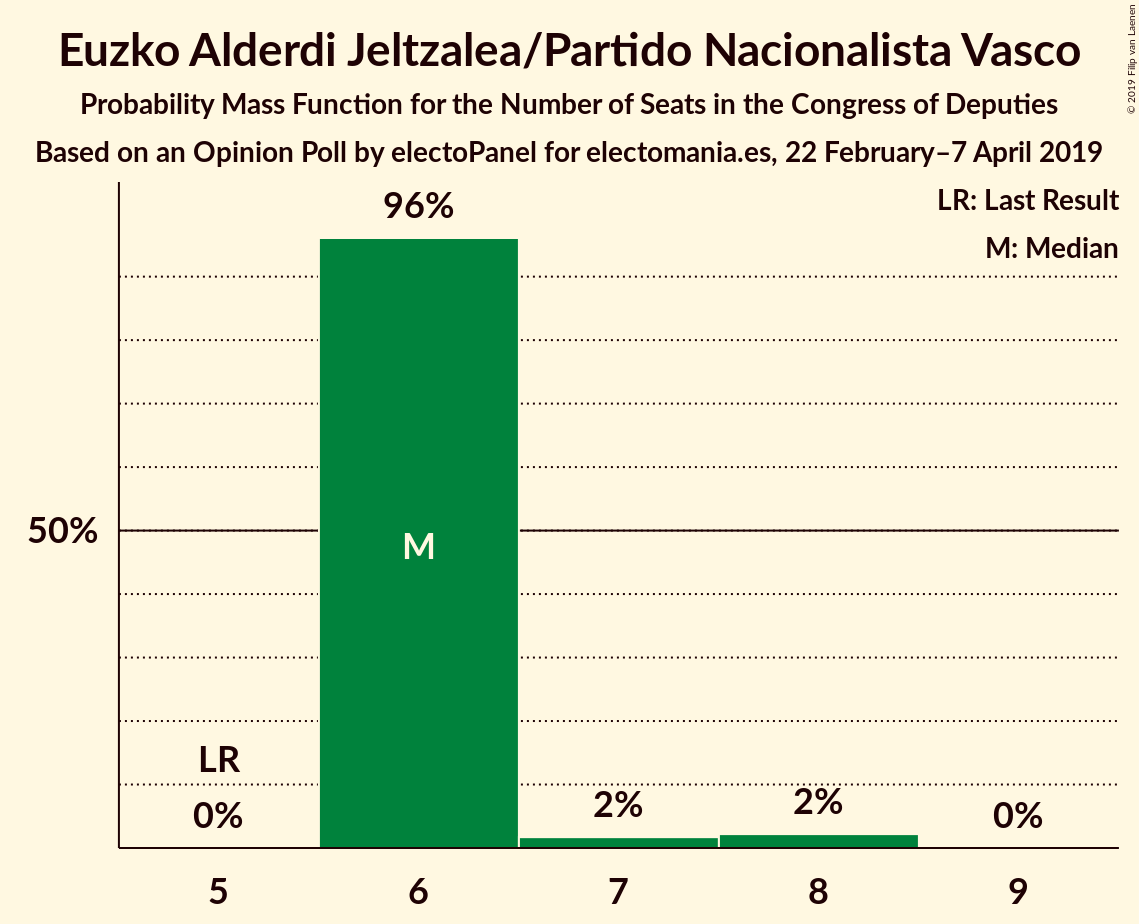 Euzko Alderdi Jeltzalea/Partido Nacionalista Vasco
Probability Mass Function for the Number of Seats in the Congress of Deputies
Based on an Opinion Poll by electoPanel for electomania.es, 22 February–7 April 2019
© 2019 Filip van Laenen
LR: Last Result
M: Median
96%
50%
M
LR
0%
2%
2%
0%
5
6
7
8
9